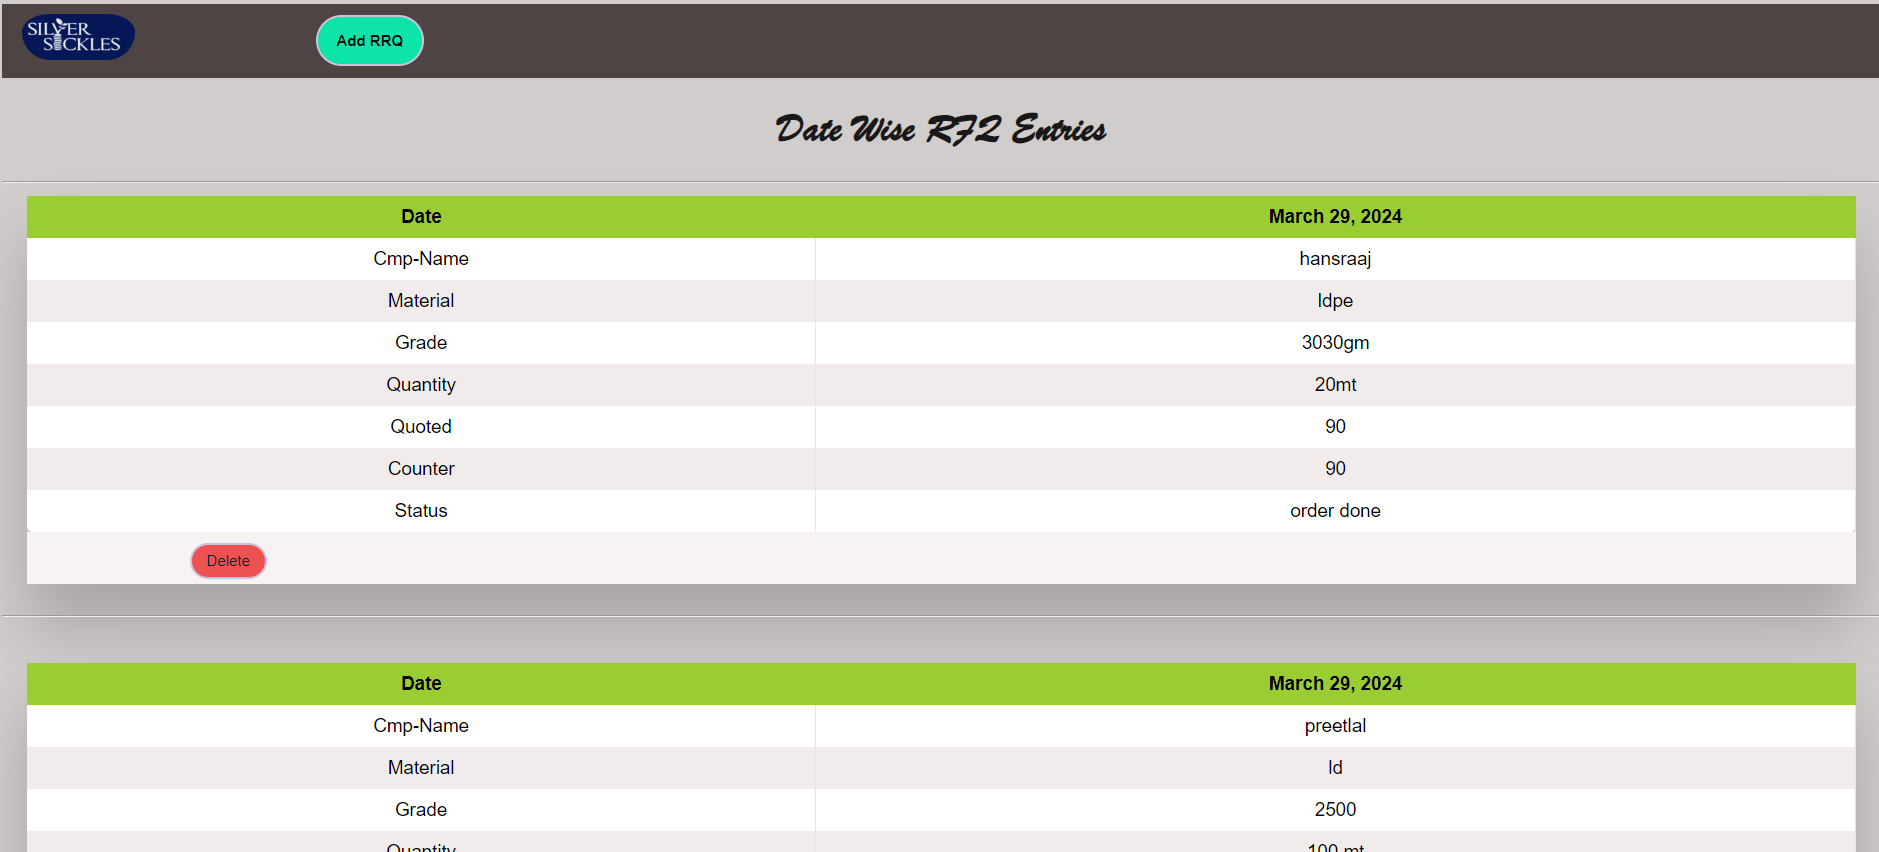 SILVER
SICKLES
Add RRQ
Date Wise RFQ Entries
Date March 29, 2024
Cmp-Name hansraaj
Material ldpe
Grade 3030gm
Quantity 20mt
Quoted 90
Counter 90
Status order done
Delete
Date March 29, 2024
Cmp-Name preetlal
Material ld
Grade 2500
Quantity 100 mt